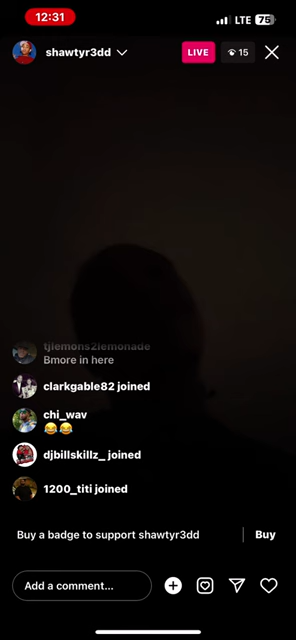 12:31
LTE 75
shawtyr3dd
LIVE
15
tjlemons2lemonade
Bmore in here
clarkgable82 joined
chi_wav
😂😂
djbillskillz_ joined
1200_titi joined
Buy a badge to support shawtyr3dd
Buy
Add a comment...